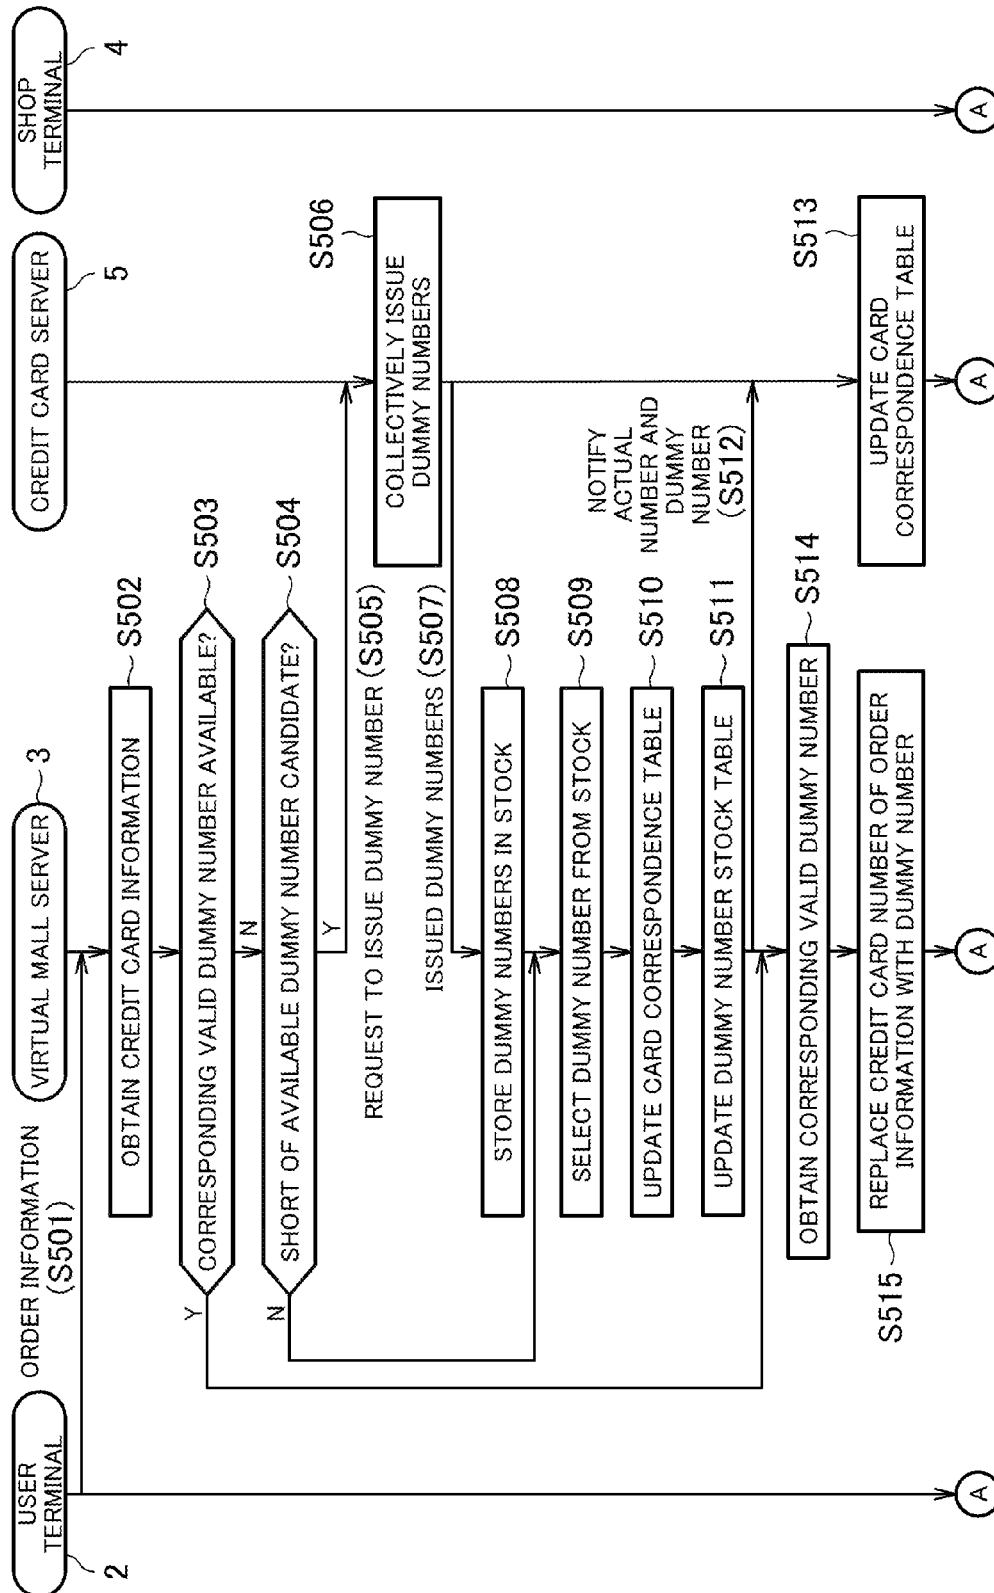 USER
TERMINAL
2
ORDER INFORMATION
(S501)
VIRTUAL MALL SERVER
3
CREDIT CARD SERVER
5
SHOP
TERMINAL
4
OBTAIN CREDIT CARD INFORMATION
S502
CORRESPONDING VALID DUMMY NUMBER AVAILABLE?
S503
Y
N
SHORT OF AVAILABLE DUMMY NUMBER CANDIDATE?
S504
N
Y
REQUEST TO ISSUE DUMMY NUMBER (S505)
COLLECTIVELY ISSUE
DUMMY NUMBERS
S506
ISSUED DUMMY NUMBERS (S507)
STORE DUMMY NUMBERS IN STOCK
S508
SELECT DUMMY NUMBER FROM STOCK
S509
UPDATE CARD CORRESPONDENCE TABLE
S510
UPDATE DUMMY NUMBER STOCK TABLE
S511
NOTIFY
ACTUAL
NUMBER AND
DUMMY
NUMBER
(S512)
OBTAIN CORRESPONDING VALID DUMMY NUMBER
S514
UPDATE CARD
CORRESPONDENCE TABLE
S513
REPLACE CREDIT CARD NUMBER OF ORDER
INFORMATION WITH DUMMY NUMBER
S515
A
A
A
A